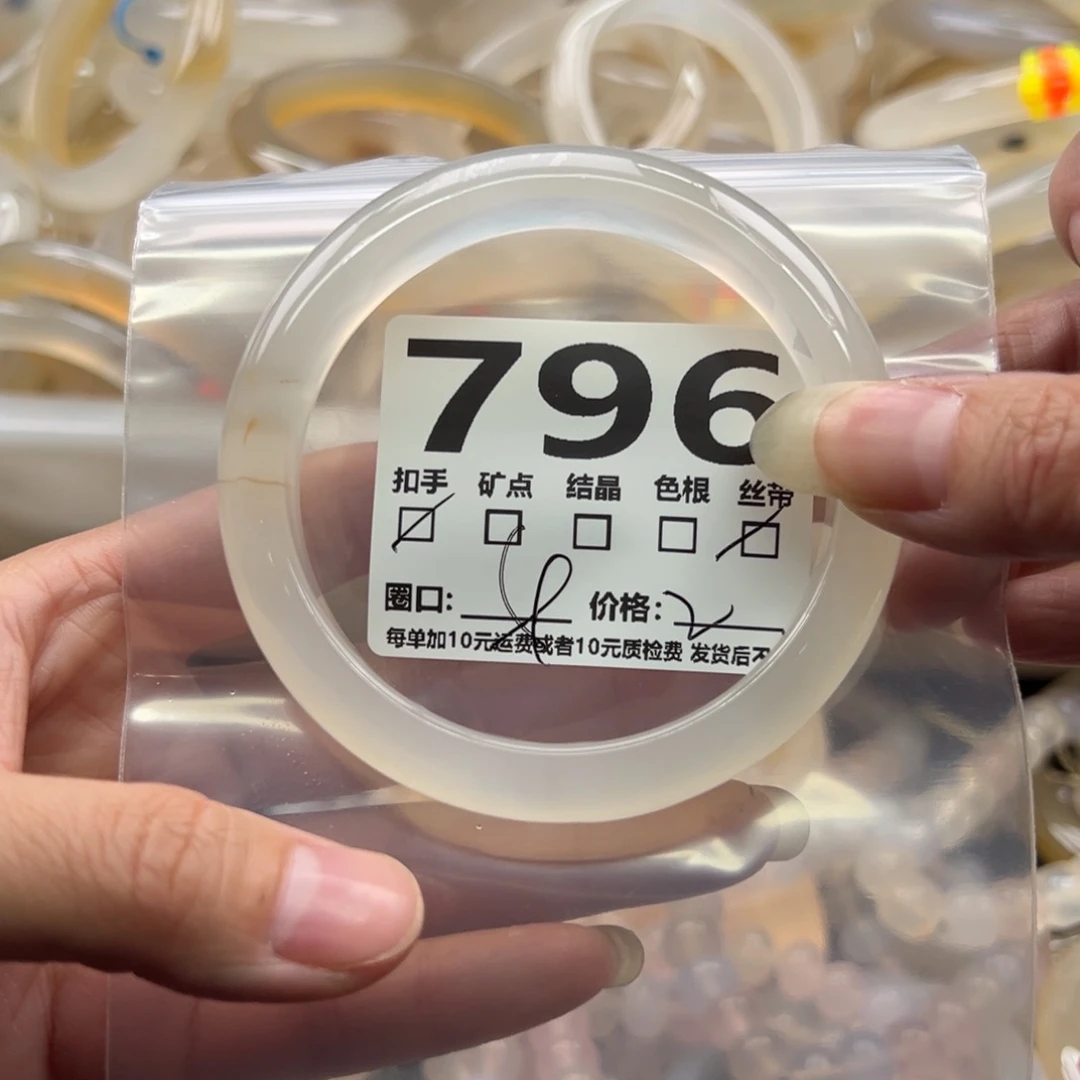 796
扣手 矿点 结晶 色根 丝带
圈口: 价格:
每单加10元运费或者10元质检费 发货后不